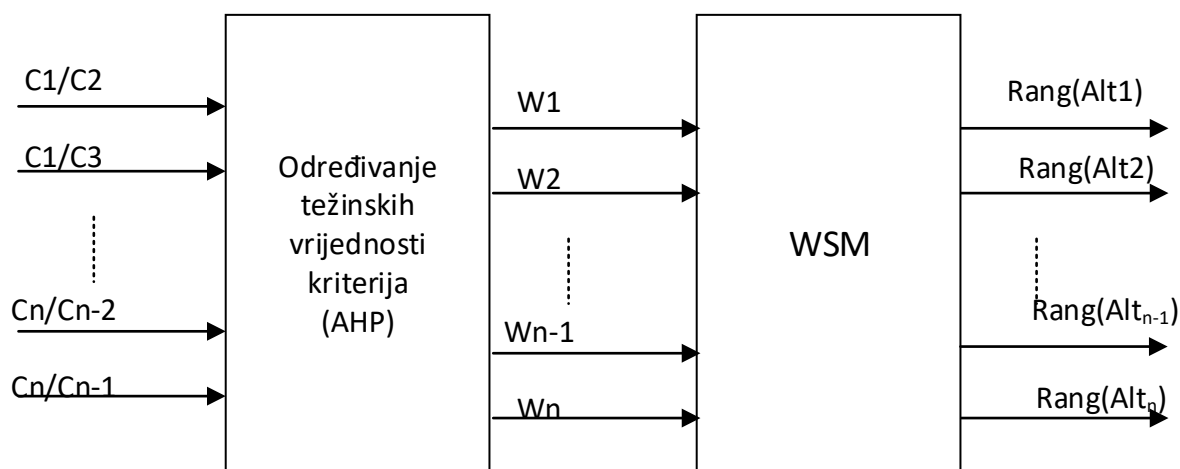 C1/C2
C1/C3
Cn/Cn-2
Cn/Cn-1
Određivanje
težinskih
vrijednosti
kriterija
(AHP)
W1
W2
Wn-1
Wn
WSM
Rang(Alt1)
Rang(Alt2)
Rang(Altn-1)
Rang(Altn)